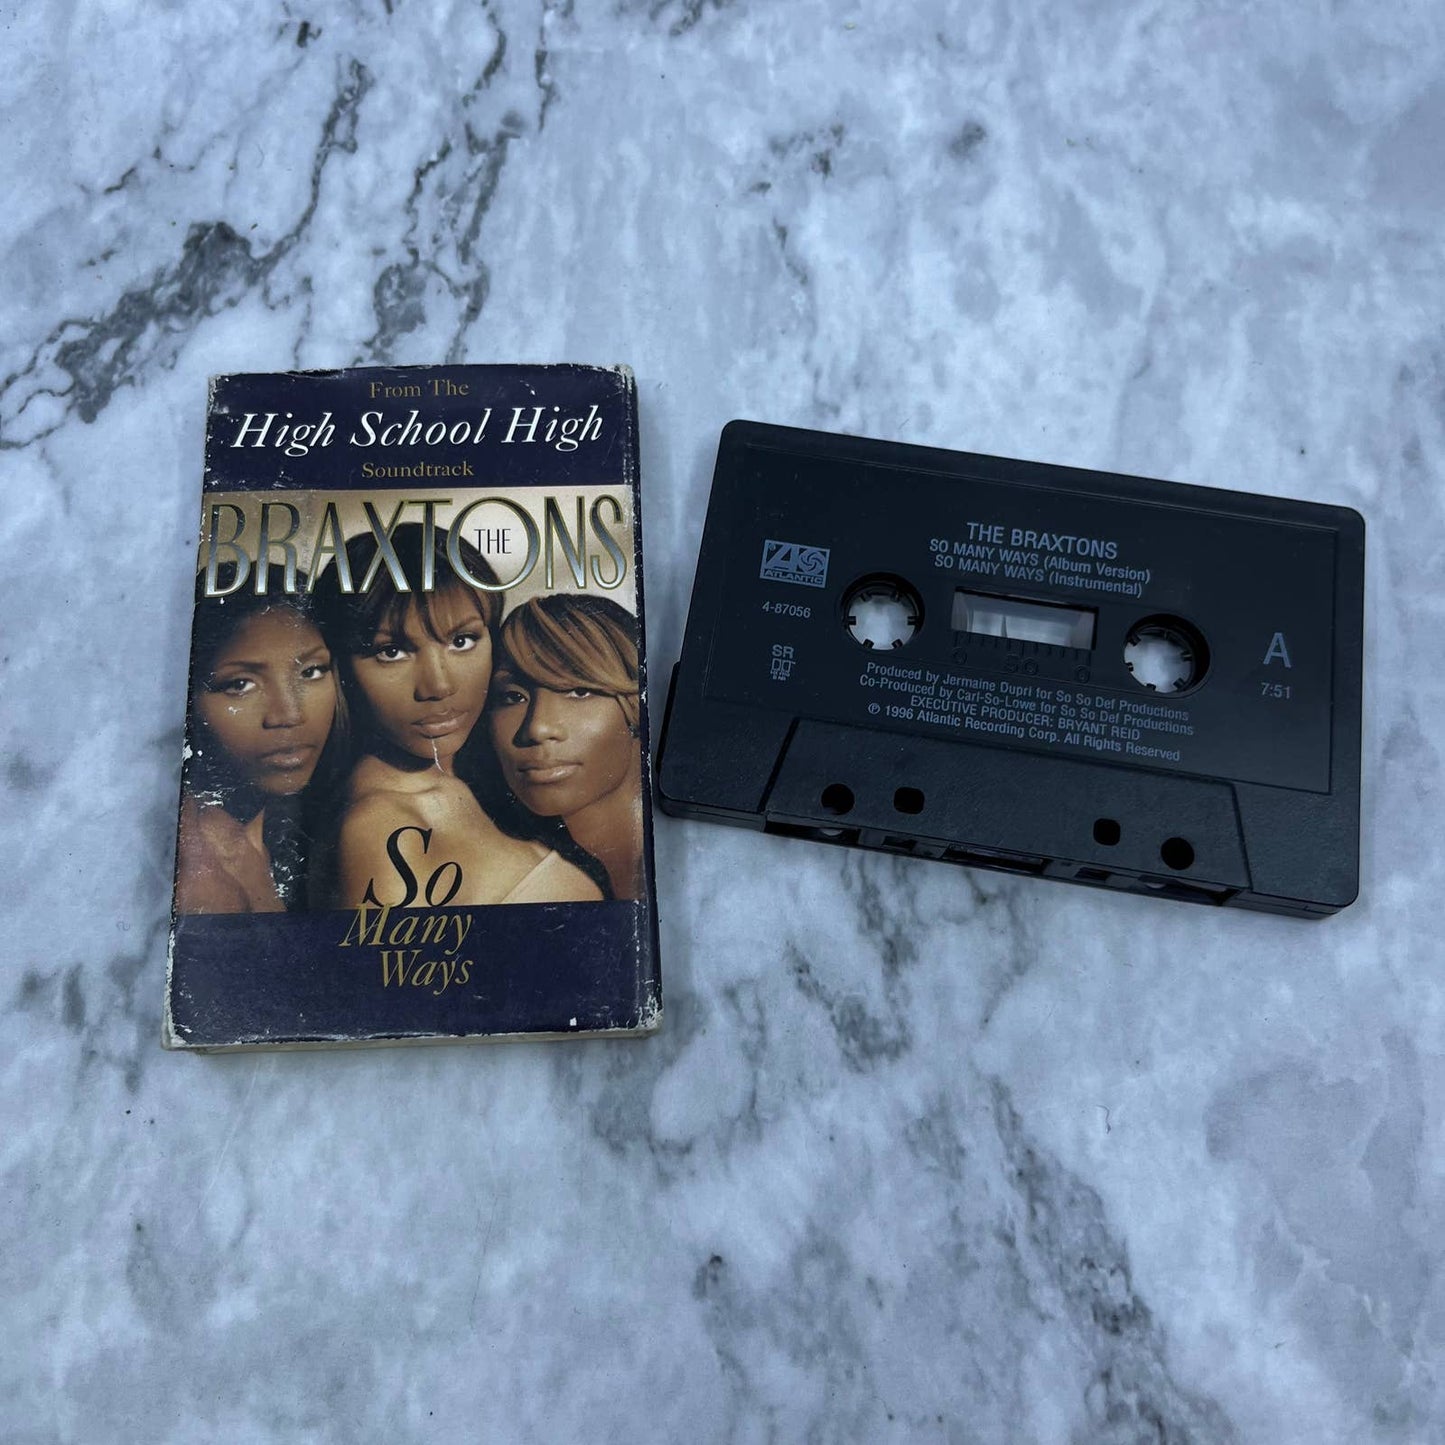 From The
High School High
Soundtrack
BRAXTONS
THE
So
Many
Ways
THE BRAXTONS
SO MANY WAYS (Album Version)
SO MANY WAYS (Instrumental)
ATLANTIC
4-87056
SR
A
7:51
0 50 0
Produced by Jermaine Dupri for So So Def Productions
Co-Produced by Carl-So-Lowe for So So Def Productions
EXECUTIVE PRODUCER: BRYANT REID
℗ 1996 Atlantic Recording Corp. All Rights Reserved